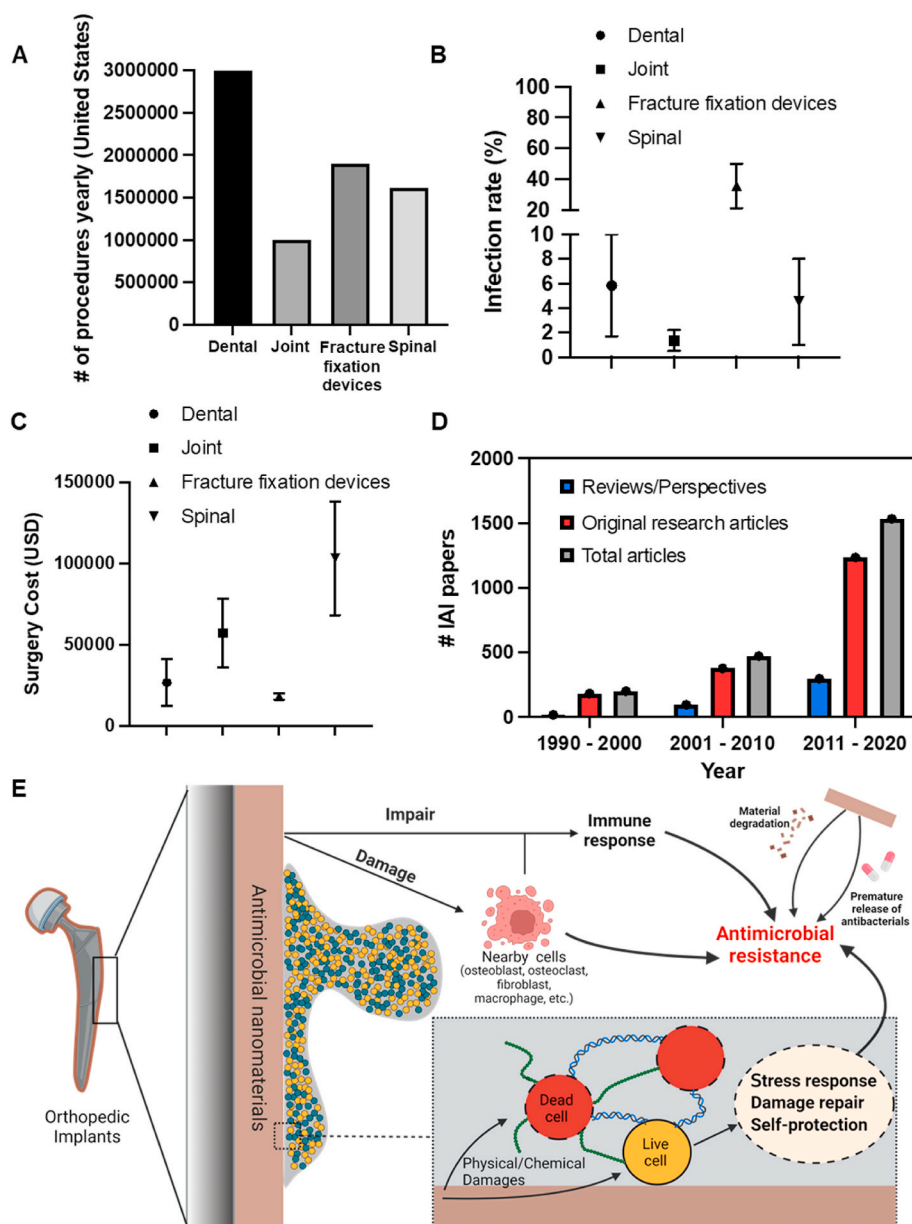 A
# of procedures yearly (United States)
3000000
2500000
2000000
1500000
1000000
500000
0
Dental
Joint
Fracture
fixation
devices
Spinal
B
Dental
Joint
Fracture fixation devices
Spinal
Infection rate (%)
100
80
60
40
20
10
8
6
4
2
0
C
Dental
Joint
Fracture fixation devices
Spinal
Surgery Cost (USD)
150000
100000
50000
0
D
# IAI papers
2000
1500
1000
500
0
Reviews/Perspectives
Original research articles
Total articles
1990 - 2000
2001 - 2010
2011 - 2020
Year
E
Orthopedic
Implants
Antimicrobial nanomaterials
Impair
Damage
Immune
response
Nearby cells
(osteoblast, osteoclast,
fibroblast,
macrophage, etc.)
Material
degradation
Premature
release of
antibacterials
Antimicrobial
resistance
Dead
cell
Live
cell
Physical/Chemical
Damages
Stress response
Damage repair
Self-protection